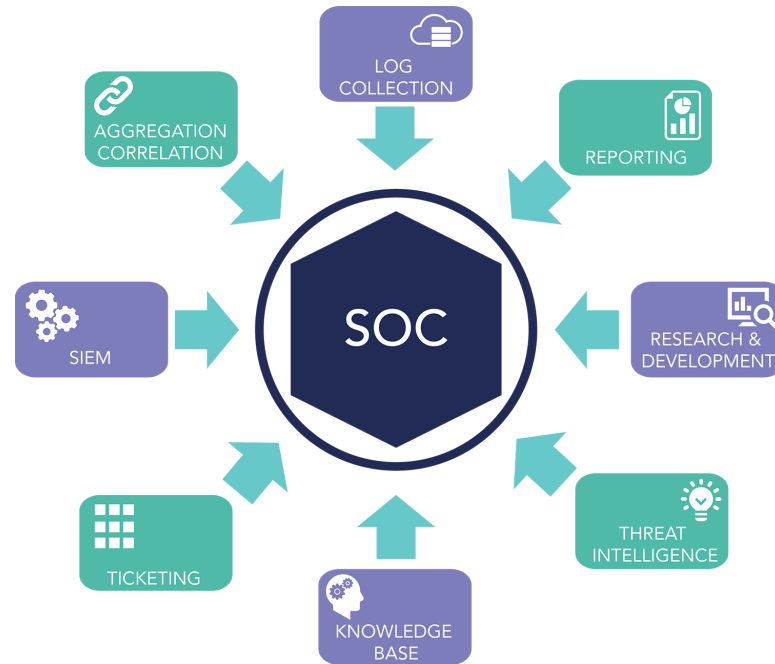 LOG
COLLECTION
AGGREGATION
CORRELATION
REPORTING
SIEM
SOC
RESEARCH &
DEVELOPMENT
TICKETING
THREAT
INTELLIGENCE
KNOWLEDGE
BASE